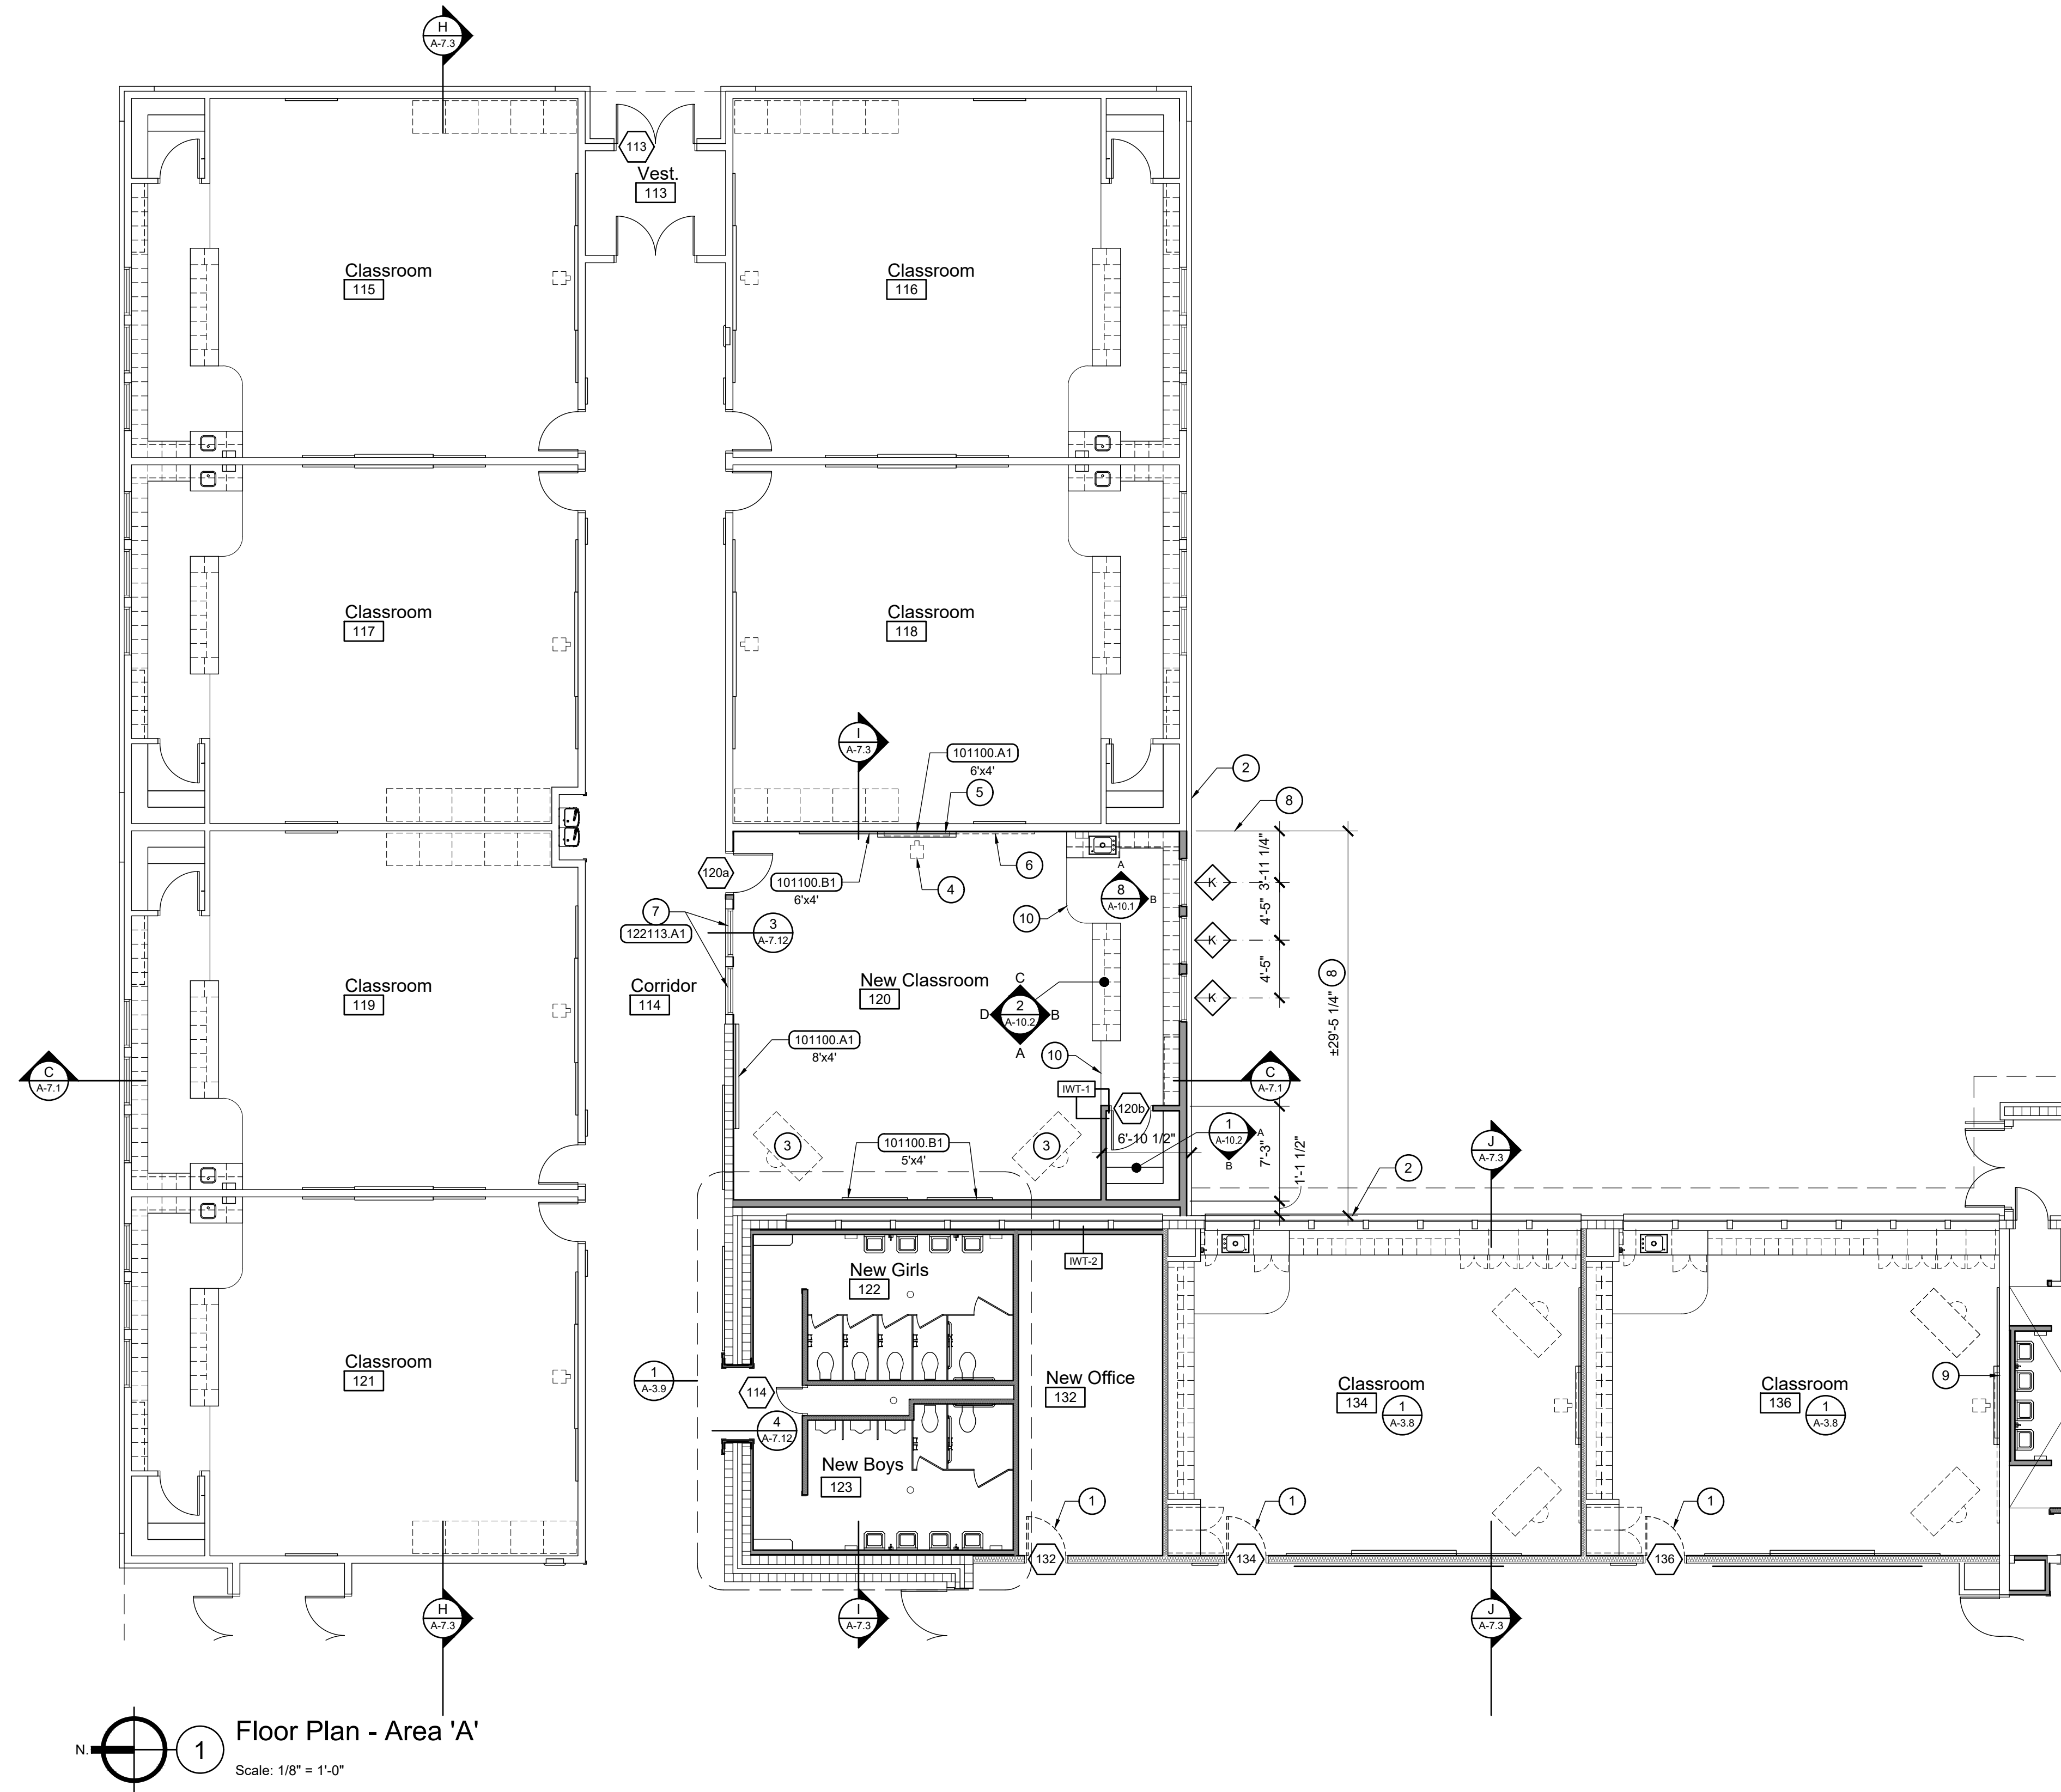 H
A-7.3
113
Vest.
113
Classroom
115
Classroom
116
Classroom
117
Classroom
118
I
A-7.3
101100.A1
6'x4'
5
2
8
120a
101100.B1
6'x4'
4
6
A
8
A-10.1
B
K
3'-11 1/4"
7
122113.A1
3
A-7.12
10
K
4'-5"
Classroom
119
Corridor
114
New Classroom
120
C
D
2
A-10.2
B
A
K
4'-5"
8
±29'-5 1/4"
101100.A1
8'x4'
10
C
A-7.1
C
A-7.1
IWT-1
120b
6'-10 1/2"
1
A-10.2
A
B
7'-3"
1'-1 1/2"
3
101100.B1
5'x4'
3
J
A-7.3
2
IWT-2
New Girls
122
Classroom
121
1
A-3.9
114
New Office
132
Classroom
134
1
A-3.8
Classroom
136
1
A-3.8
9
4
A-7.12
New Boys
123
1
1
1
132
134
136
H
A-7.3
I
A-7.3
J
A-7.3
N.
1
Floor Plan - Area 'A'
Scale: 1/8" = 1'-0"